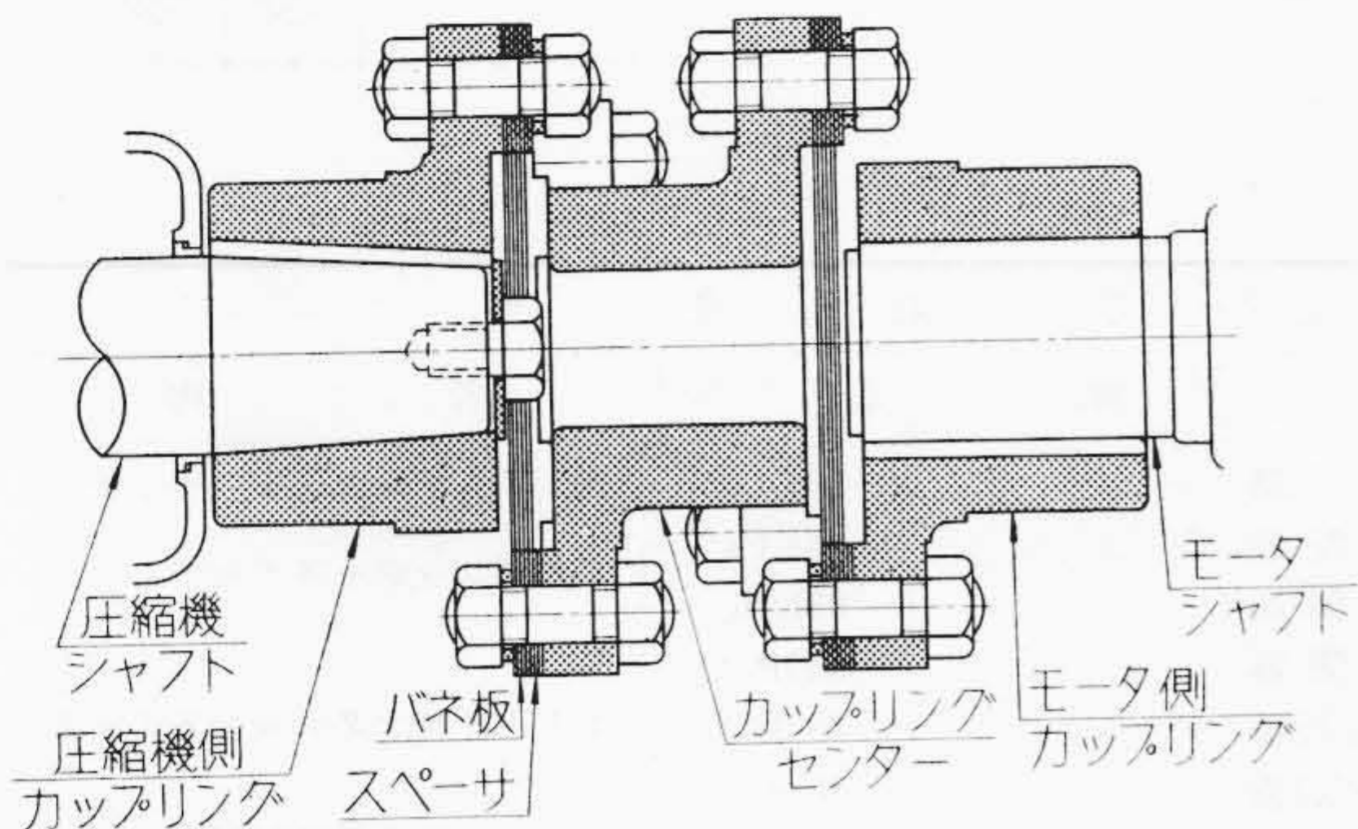 圧縮機
シャフト
圧縮機側
カップリング
バネ板
スペーサ
カップリング
センター
モータ側
カップリング
モータ
シャフト